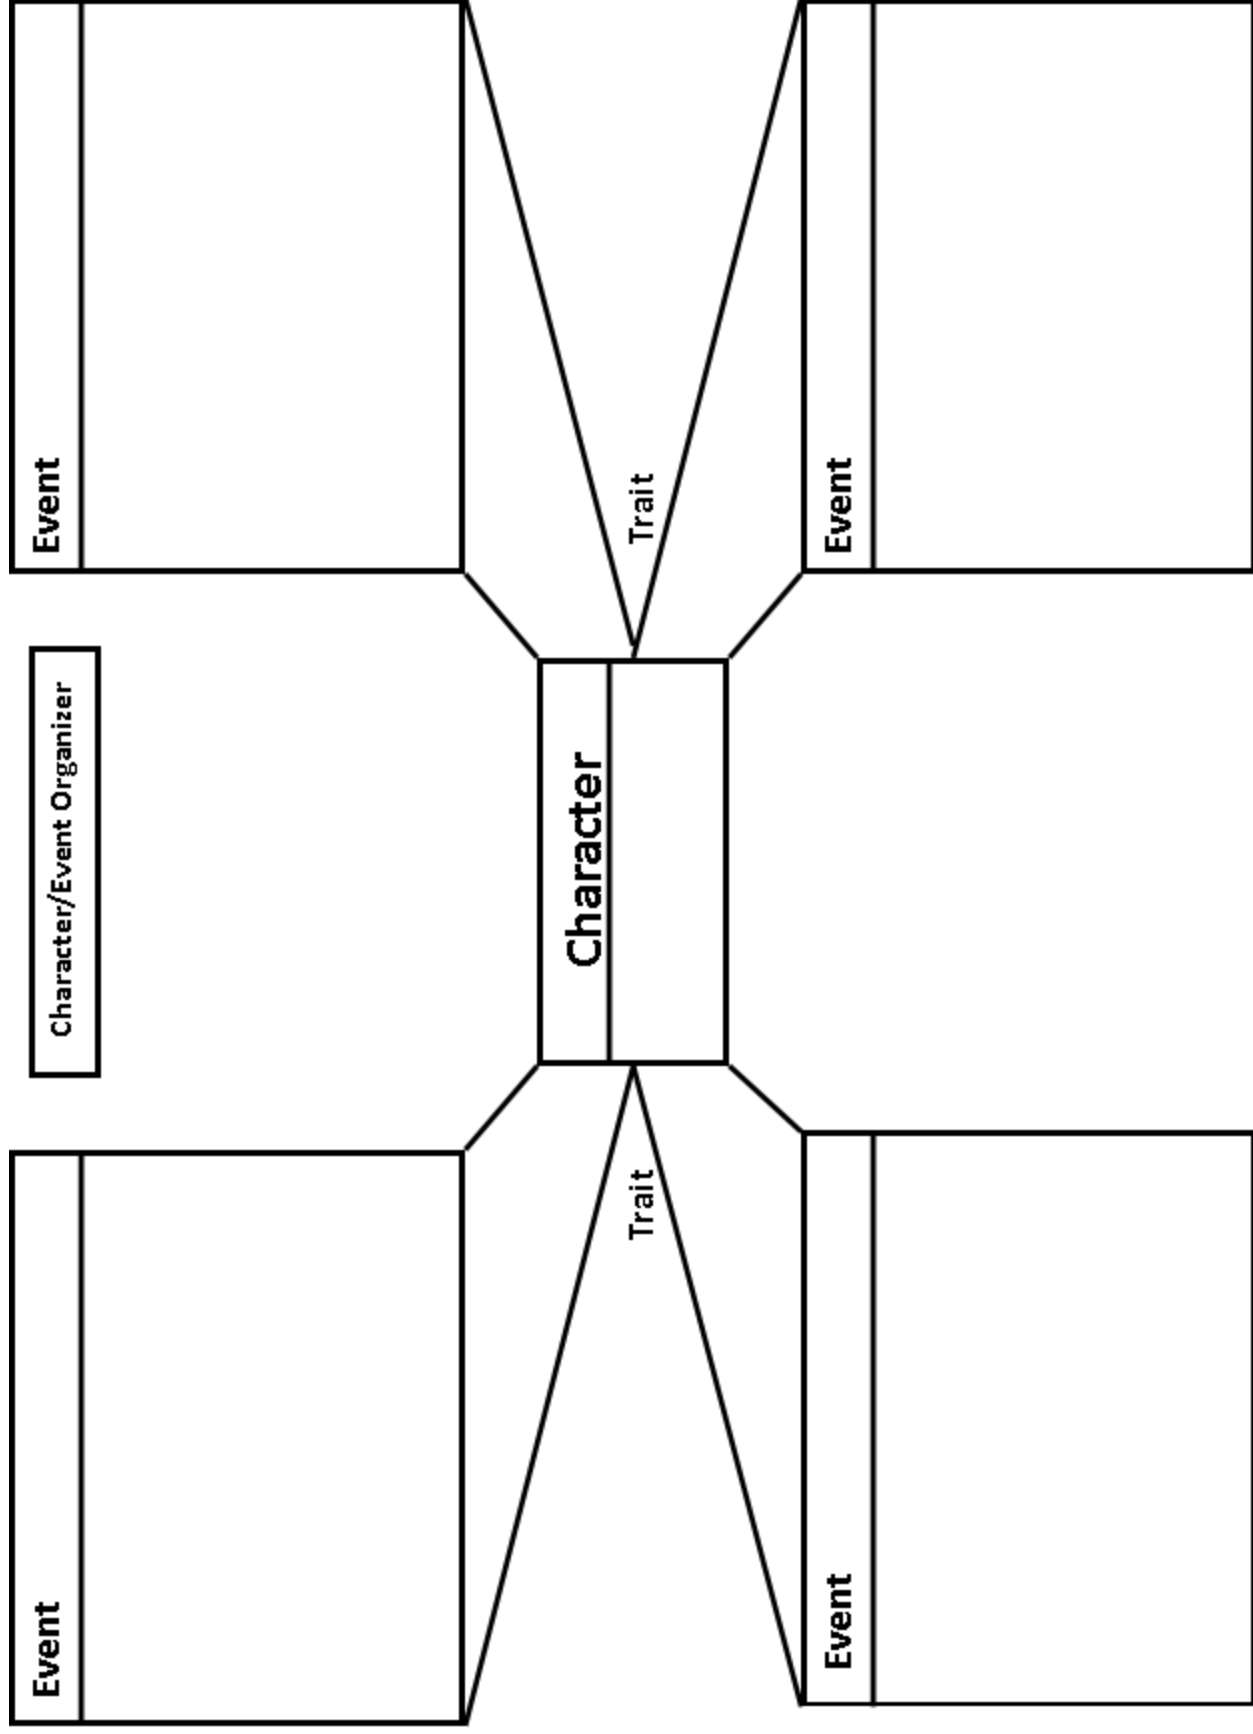 Character/Event Organizer
Event
Event
Character
Trait
Trait
Event
Event